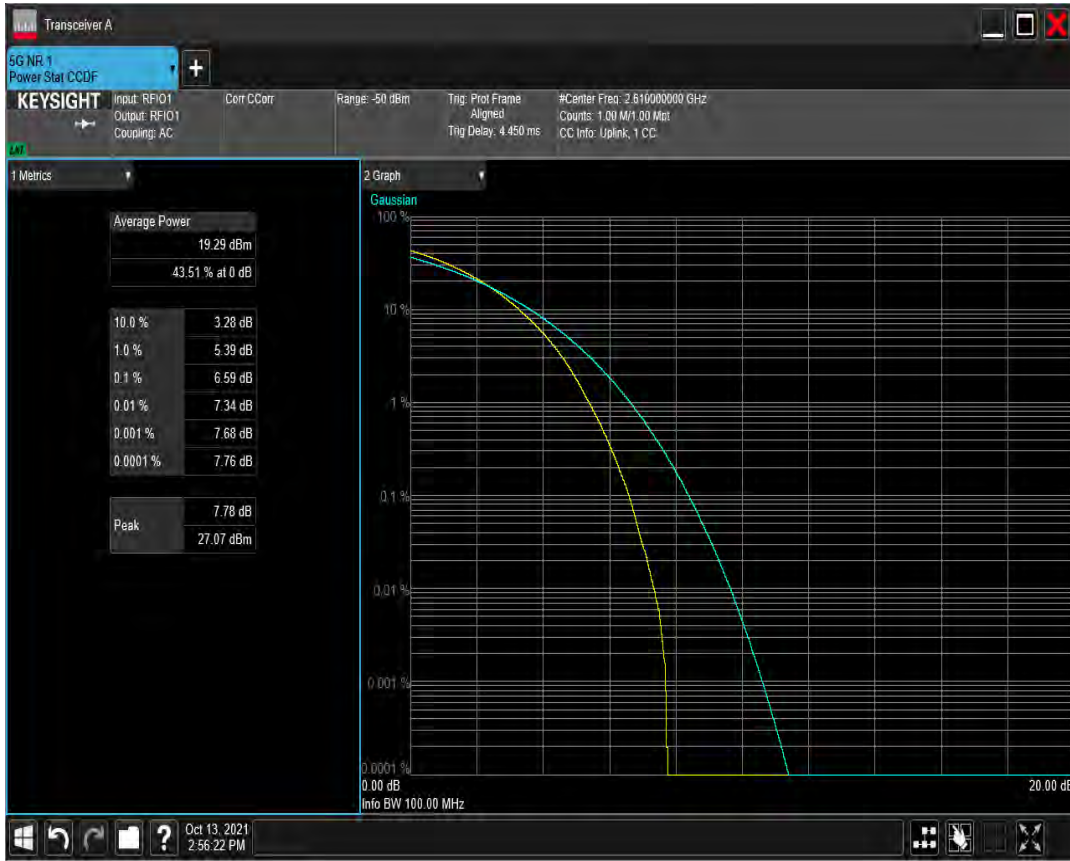 Transceiver A
5G NR 1
Power Stat CCDF
+
KEYSIGHT
Input: RFIO1
Output: RFIO1
Coupling: AC
Corr CCorr
Range: -50 dBm
Trig: Prot Frame
Aligned
Trig Delay: 4.450 ms
#Center Freq: 2.610000000 GHz
Counts: 1.00 M/1.00 Mpt
CC Info: Uplink, 1 CC
1 Metrics
Average Power
19.29 dBm
43.51 % at 0 dB
10.0 % 3.28 dB
1.0 % 5.39 dB
0.1 % 6.59 dB
0.01 % 7.34 dB
0.001 % 7.68 dB
0.0001 % 7.76 dB
Peak
7.78 dB
27.07 dBm
2 Graph
Gaussian
100 %
10 %
1 %
0.1 %
0.01 %
0.001 %
0.0001 %
0.00 dB 20.00 dB
Info BW 100.00 MHz
?
Oct 13, 2021
2:56:22 PM